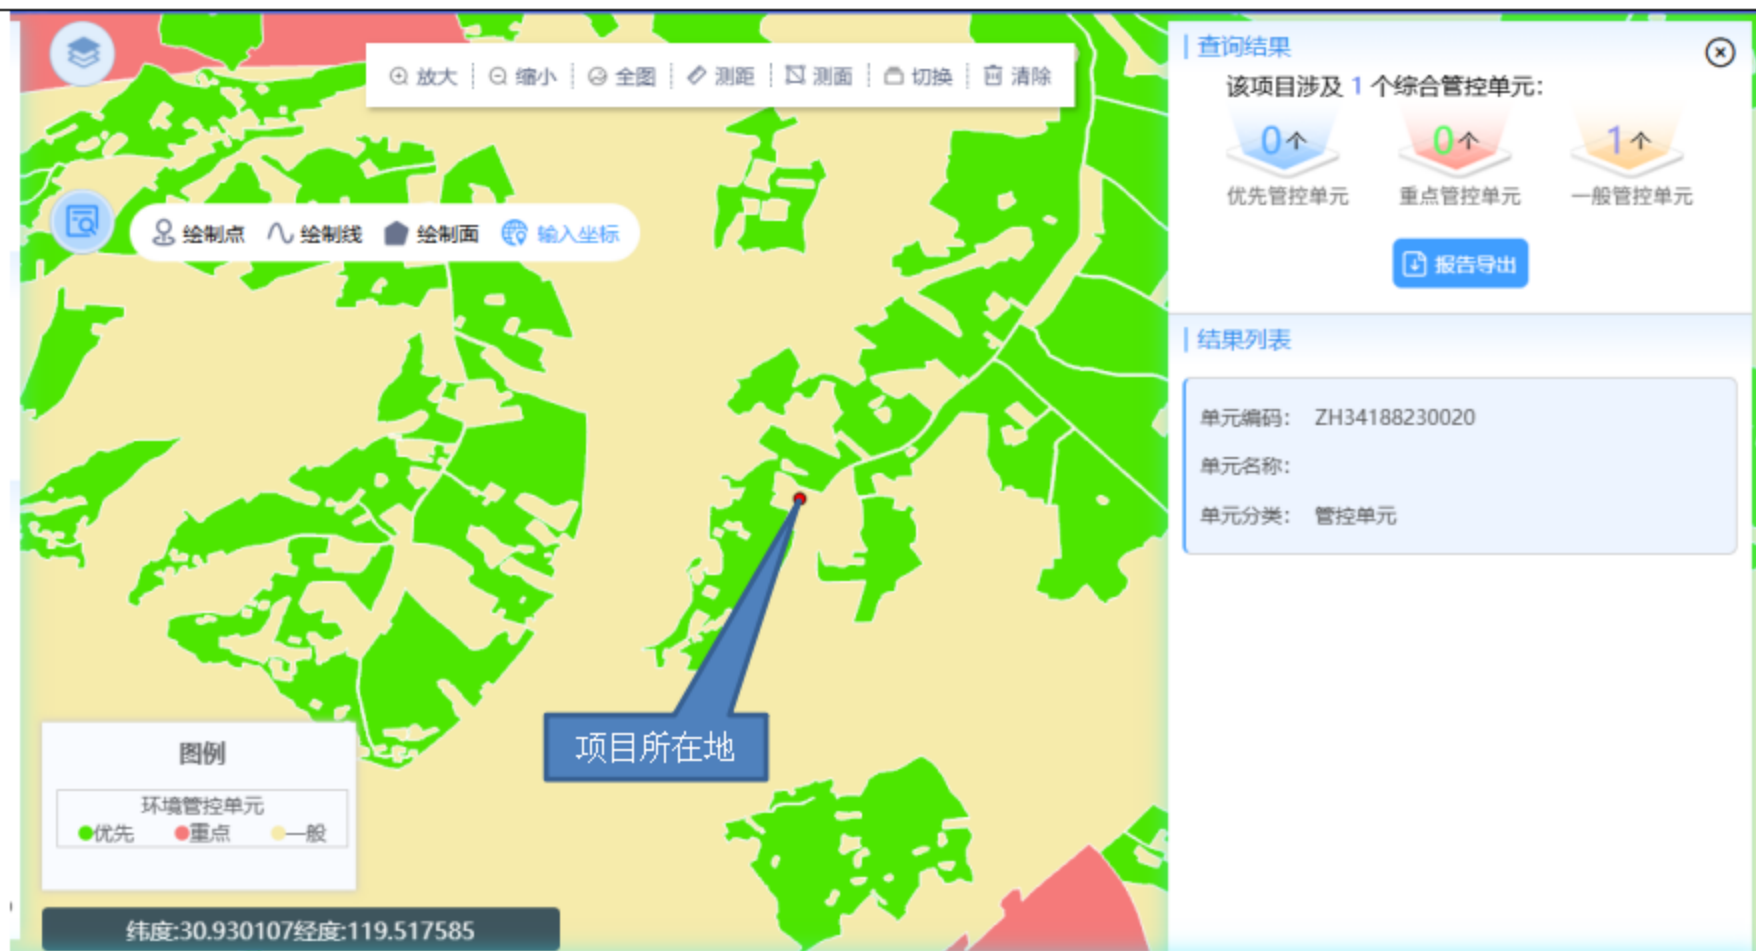 放大 缩小 全图 测距 测面 切换 清除
绘制点 绘制线 绘制面 输入坐标
项目所在地
图例
环境管控单元
优先 重点 一般
纬度:30.930107经度:119.517585
查询结果
该项目涉及 1 个综合管控单元：
0个 0个 1个
优先管控单元 重点管控单元 一般管控单元
报告导出
结果列表
单元编码： ZH34188230020
单元名称：
单元分类： 管控单元